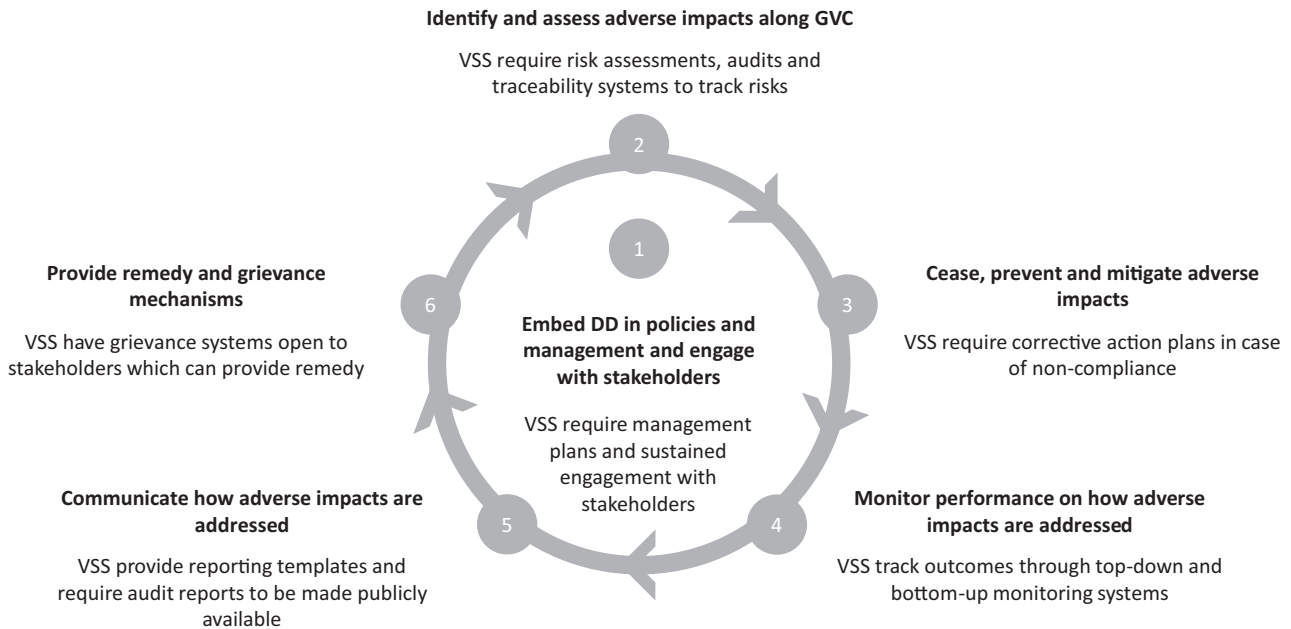 Identify and assess adverse impacts along GVC
VSS require risk assessments, audits and
traceability systems to track risks
2
1
Embed DD in policies and
management and engage
with stakeholders
VSS require management
plans and sustained
engagement with
stakeholders
3
Cease, prevent and mitigate adverse
impacts
VSS require corrective action plans in case
of non-compliance
4
Monitor performance on how adverse
impacts are addressed
VSS track outcomes through top-down and
bottom-up monitoring systems
5
Communicate how adverse impacts are
addressed
VSS provide reporting templates and
require audit reports to be made publicly
available
6
Provide remedy and grievance
mechanisms
VSS have grievance systems open to
stakeholders which can provide remedy